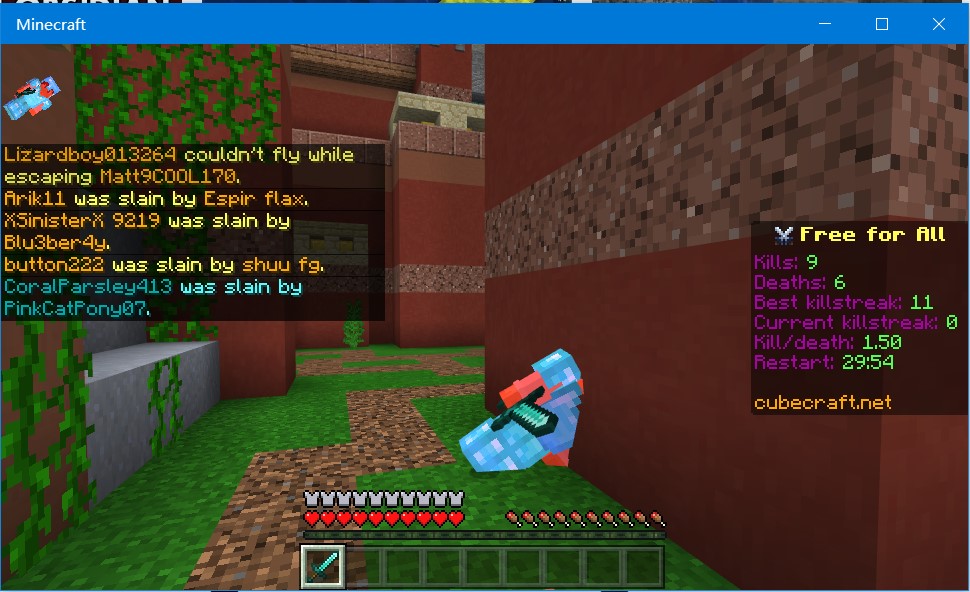 Minecraft
Lizardboy013264 couldn't fly while
escaping Matt9COOL170.
Arik11 was slain by Espir flax.
XSinisterX 9219 was slain by
Blu3ber4y.
button222 was slain by shuu fg.
CoralParsley413 was slain by
PinkCatPony07.
Free for All
Kills: 9
Deaths: 6
Best killstreak: 11
Current killstreak: 0
Kill/death: 1.50
Restart: 29:54
cubecraft.net